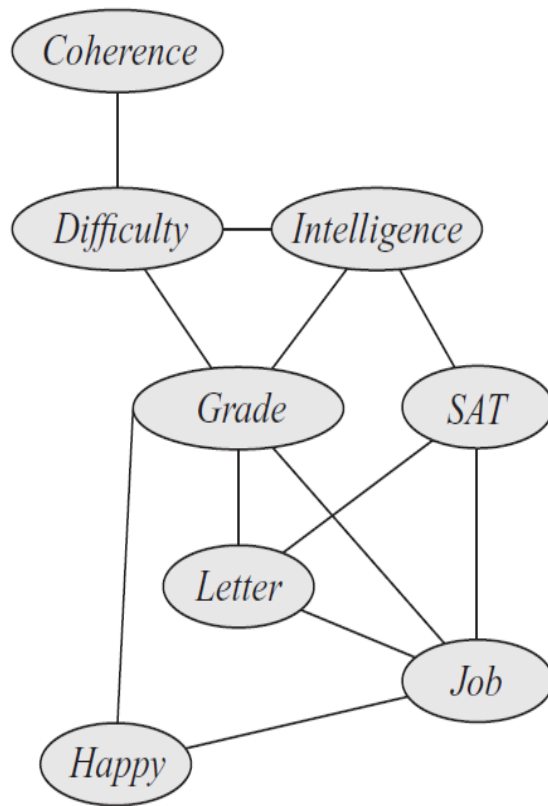 Coherence
Difficulty
Intelligence
Grade
SAT
Letter
Job
Happy